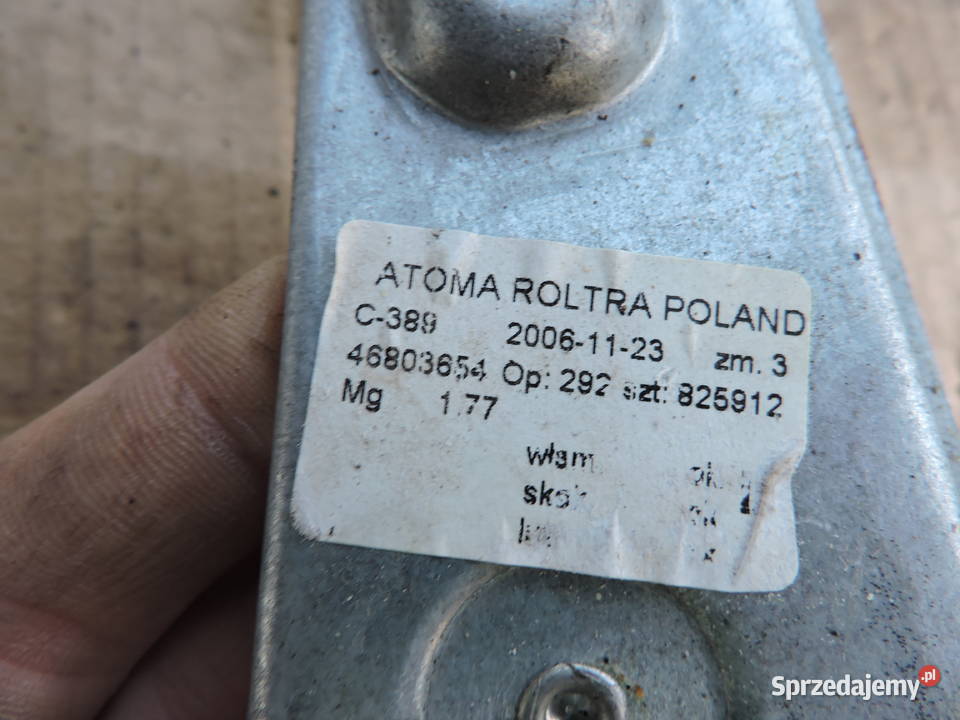 ATOMA ROLTRA POLAND
C-389 2006-11-23 zm. 3
46803654 Op: 292 szt: 825912
Mg 1.77
Sprzedajemy.pl